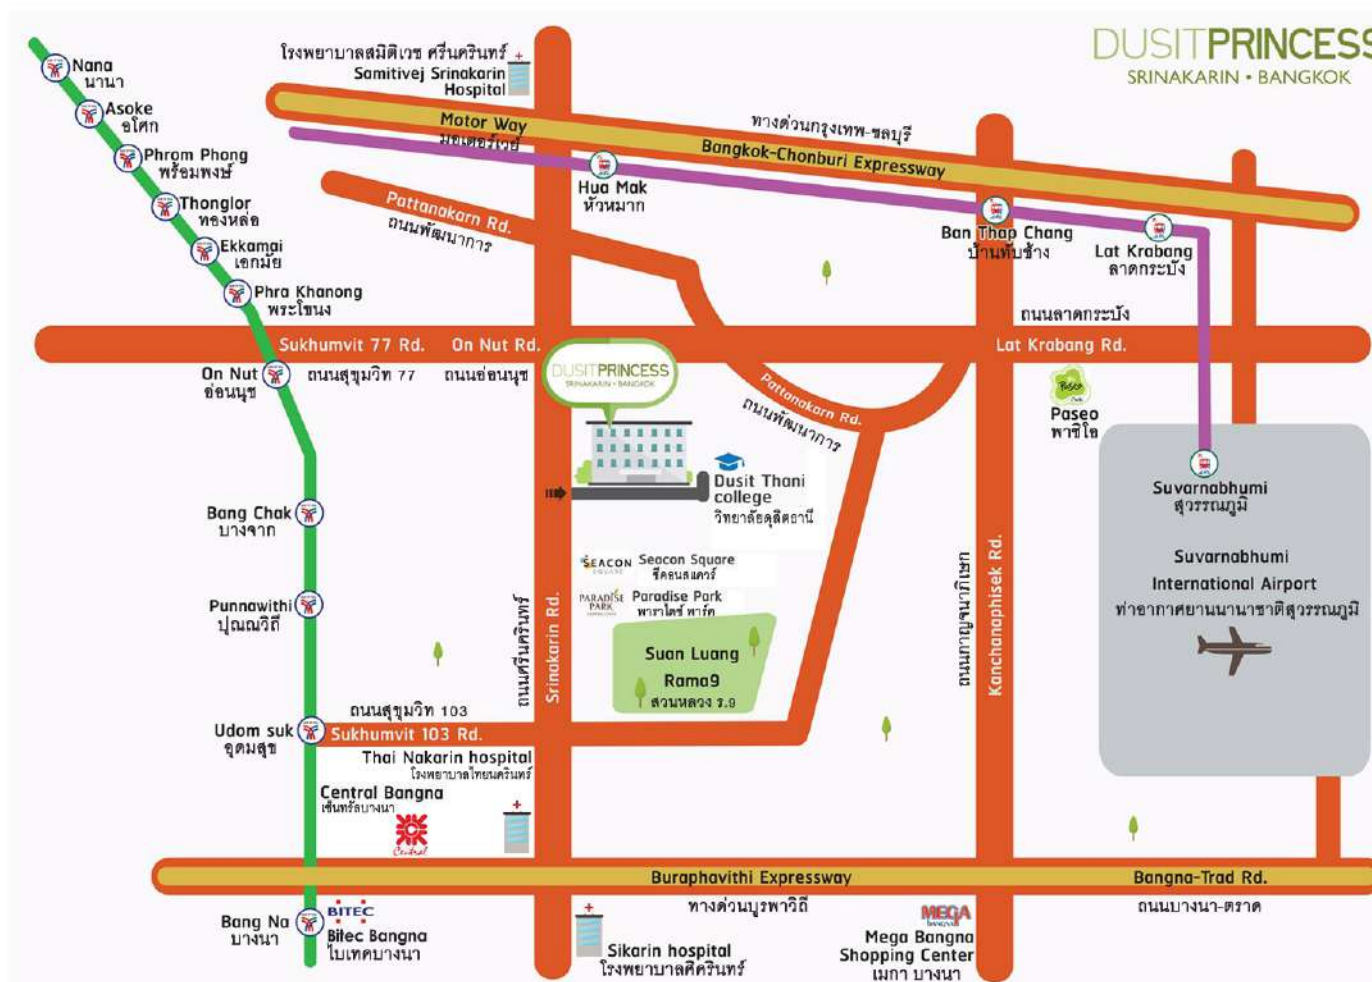 DUSIT PRINCESS
SRINAKARIN • BANGKOK
Nana
นานา
Asoke
อโศก
Phrom Phong
พร้อมพงษ์
Thonglor
ทองหล่อ
Ekkamai
เอกมัย
Phra Khanong
พระโขนง
On Nut
อ่อนนุช
Bang Chak
บางจาก
Punnawithi
ปุณณวิถี
Udom suk
อุดมสุข
Bang Na
บางนา
โรงพยาบาลสมิติเวช ศรีนครินทร์
Samitivej Srinakarin
Hospital
Motor Way
มอเตอร์เวย์
ทางด่วนกรุงเทพ-ชลบุรี
Bangkok-Chonburi Expressway
Hua Mak
หัวหมาก
Ban Thap Chang
บ้านทับช้าง
Lat Krabang
ลาดกระบัง
Pattanakarn Rd.
ถนนพัฒนาการ
ถนนลาดกระบัง
Sukhumvit 77 Rd.
On Nut Rd.
Lat Krabang Rd.
ถนนสุขุมวิท 77
ถนนอ่อนนุช
DUSIT PRINCESS
SRINAKARIN • BANGKOK
Pattanakarn Rd.
ถนนพัฒนาการ
Paseo
Paseo
พาซิโอ
Dusit Thani
college
วิทยาลัยดุสิตธานี
Suvarnabhumi
สุวรรณภูมิ
Suvarnabhumi
International Airport
ท่าอากาศยานนานาชาติสุวรรณภูมิ
SEACON
SQUARE
Seacon Square
ซีคอนสแควร์
PARADISE
PARK
Paradise Park
พาราไดซ์ พาร์ค
Suan Luang
Rama9
สวนหลวง ร.9
ถนนศรีนครินทร์
Srinakarin Rd.
ถนนกาญจนาภิเษก
Kanchanaphisek Rd.
ถนนสุขุมวิท 103
Sukhumvit 103 Rd.
Thai Nakarin hospital
โรงพยาบาลไทยนครินทร์
Central Bangna
เซ็นทรัลบางนา
Central
Buraphavithi Expressway
Bangna-Trad Rd.
ทางด่วนบูรพาวิถี
ถนนบางนา-ตราด
BITEC
Bitec Bangna
ไบเทคบางนา
Sikarin hospital
โรงพยาบาลศิครินทร์
MEGA
BANGNA
Mega Bangna
Shopping Center
เมกา บางนา